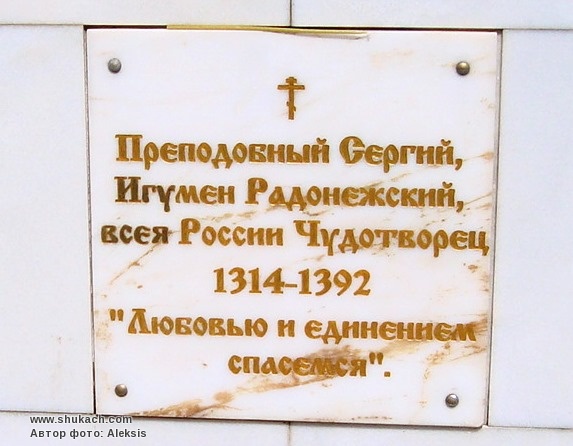 Преподобный Сергий,
Игумен Радонежский,
всея России Чудотворец
1314-1392
"Любовью и единением
спасемся".
www.shukach.com
Автор фото: Aleksis